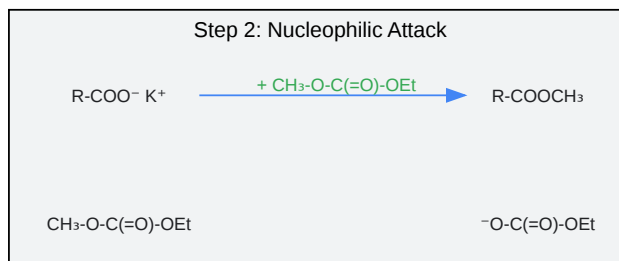 Step 2: Nucleophilic Attack
+ CH₃-O-C(=O)-OEt
R-COO⁻ K⁺
R-COOCH₃
CH₃-O-C(=O)-OEt
⁻O-C(=O)-OEt